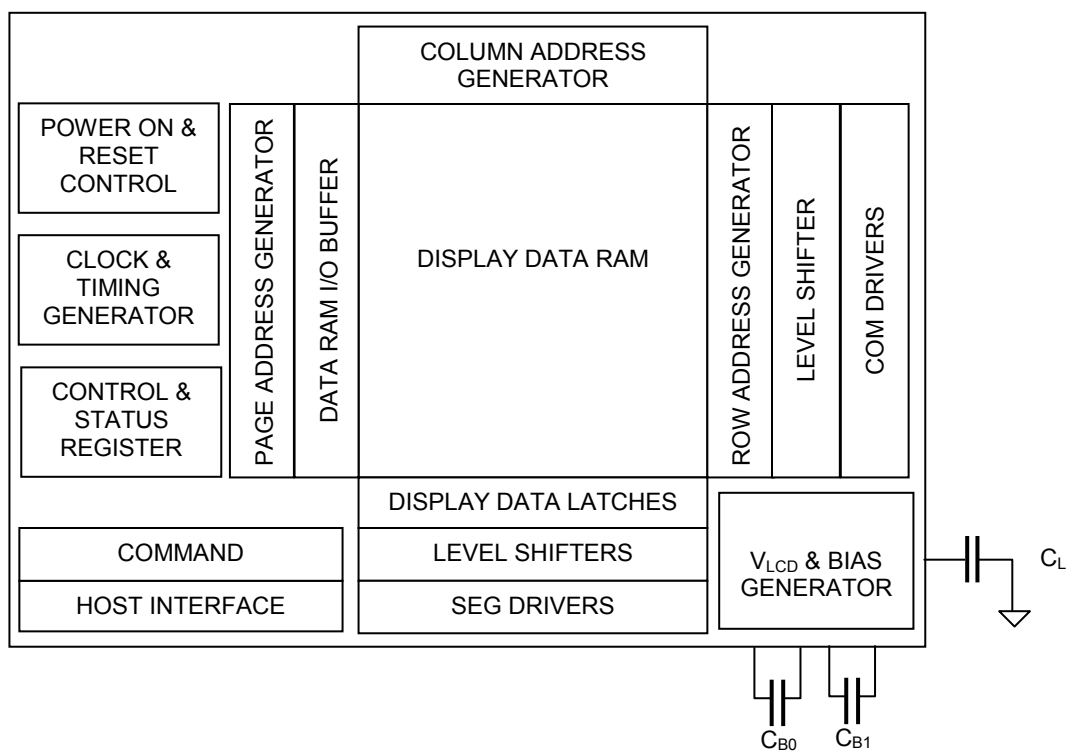 COLUMN ADDRESS
GENERATOR
POWER ON &
RESET
CONTROL
CLOCK &
TIMING
GENERATOR
CONTROL &
STATUS
REGISTER
PAGE ADDRESS GENERATOR
DATA RAM I/O BUFFER
DISPLAY DATA RAM
ROW ADDRESS GENERATOR
LEVEL SHIFTER
COM DRIVERS
DISPLAY DATA LATCHES
COMMAND
LEVEL SHIFTERS
HOST INTERFACE
SEG DRIVERS
VLCD & BIAS
GENERATOR
CL
CB0
CB1